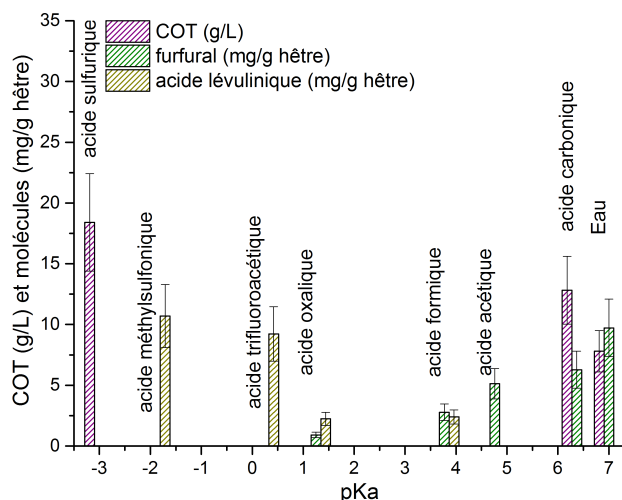 COT (g/L)
furfural (mg/g hêtre)
acide lévulinique (mg/g hêtre)
acide sulfurique
acide méthylsulfonique
acide trifluroacétique
acide oxalique
acide formique
acide acétique
acide carbonique
Eau
COT (g/L) et molécules (mg/g hêtre)
35
30
25
20
15
10
5
0
-3 -2 -1 0 1 2 3 4 5 6 7
pKa